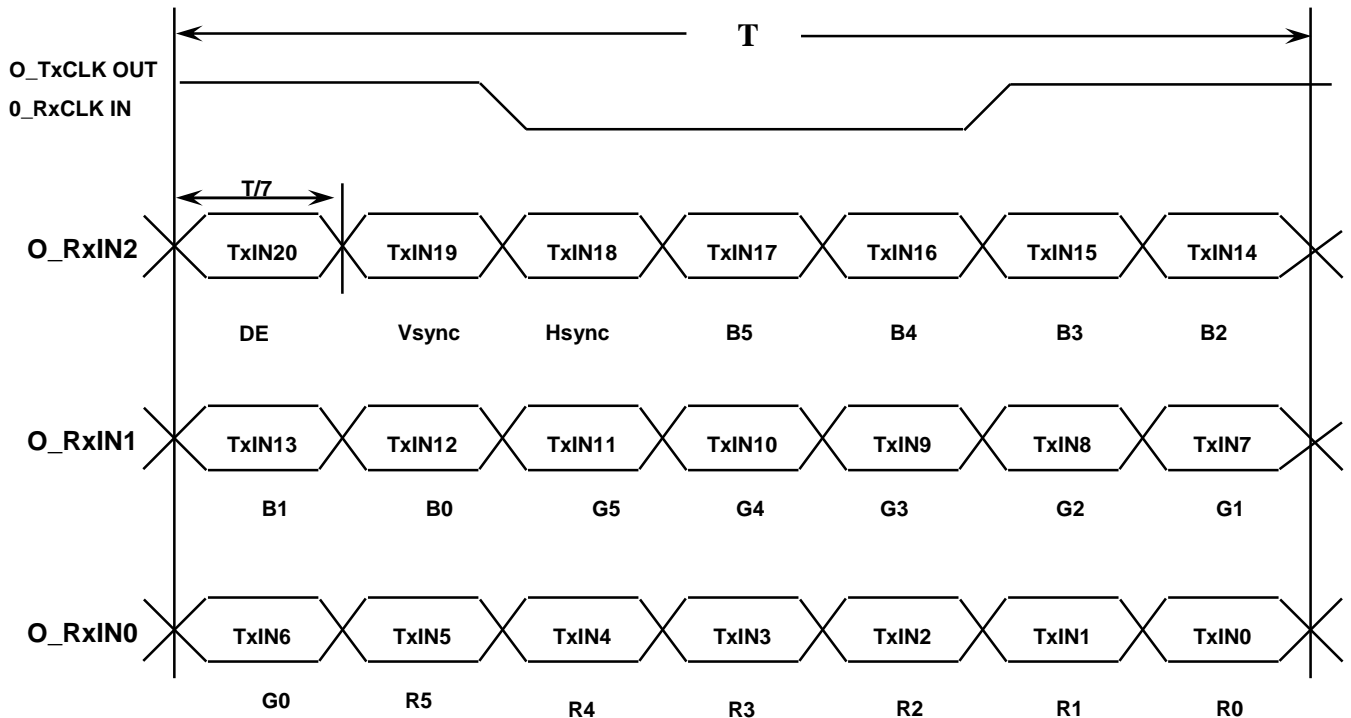 T
O_TxCLK OUT
0_RxCLK IN
T/7
O_RxIN2 TxIN20 TxIN19 TxIN18 TxIN17 TxIN16 TxIN15 TxIN14
DE Vsync Hsync B5 B4 B3 B2
O_RxIN1 TxIN13 TxIN12 TxIN11 TxIN10 TxIN9 TxIN8 TxIN7
B1 B0 G5 G4 G3 G2 G1
O_RxIN0 TxIN6 TxIN5 TxIN4 TxIN3 TxIN2 TxIN1 TxIN0
G0 R5 R4 R3 R2 R1 R0